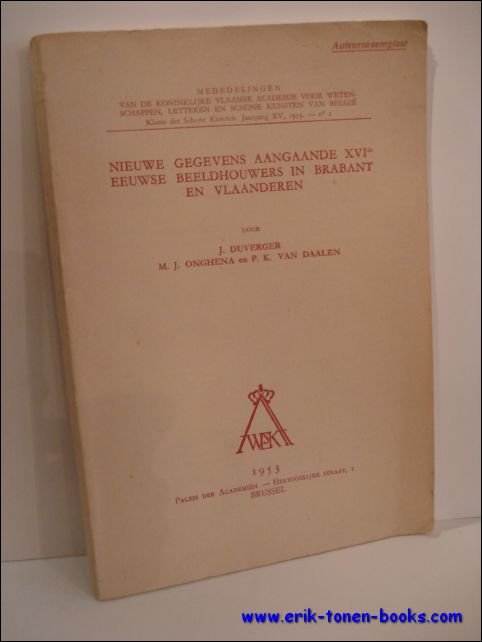 Auteursexemplaar
MEDEDELINGEN
VAN DE KONINKLIJKE VLAAMSE ACADEMIE VOOR WETEN-
SCHAPPEN, LETTEREN EN SCHONE KUNSTEN VAN BELGIË
Klasse der Schone Kunsten. Jaargang XV, 1953. — nr 2
NIEUWE GEGEVENS AANGAANDE XVIde
EEUWSE BEELDHOUWERS IN BRABANT
EN VLAANDEREN
DOOR
J. DUVERGER
M. J. ONGHENA en P. K. VAN DAALEN
1953
PALEIS DER ACADEMIËN — HERTOGELIJKE STRAAT, 1
BRUSSEL
www.erik-tonen-books.com